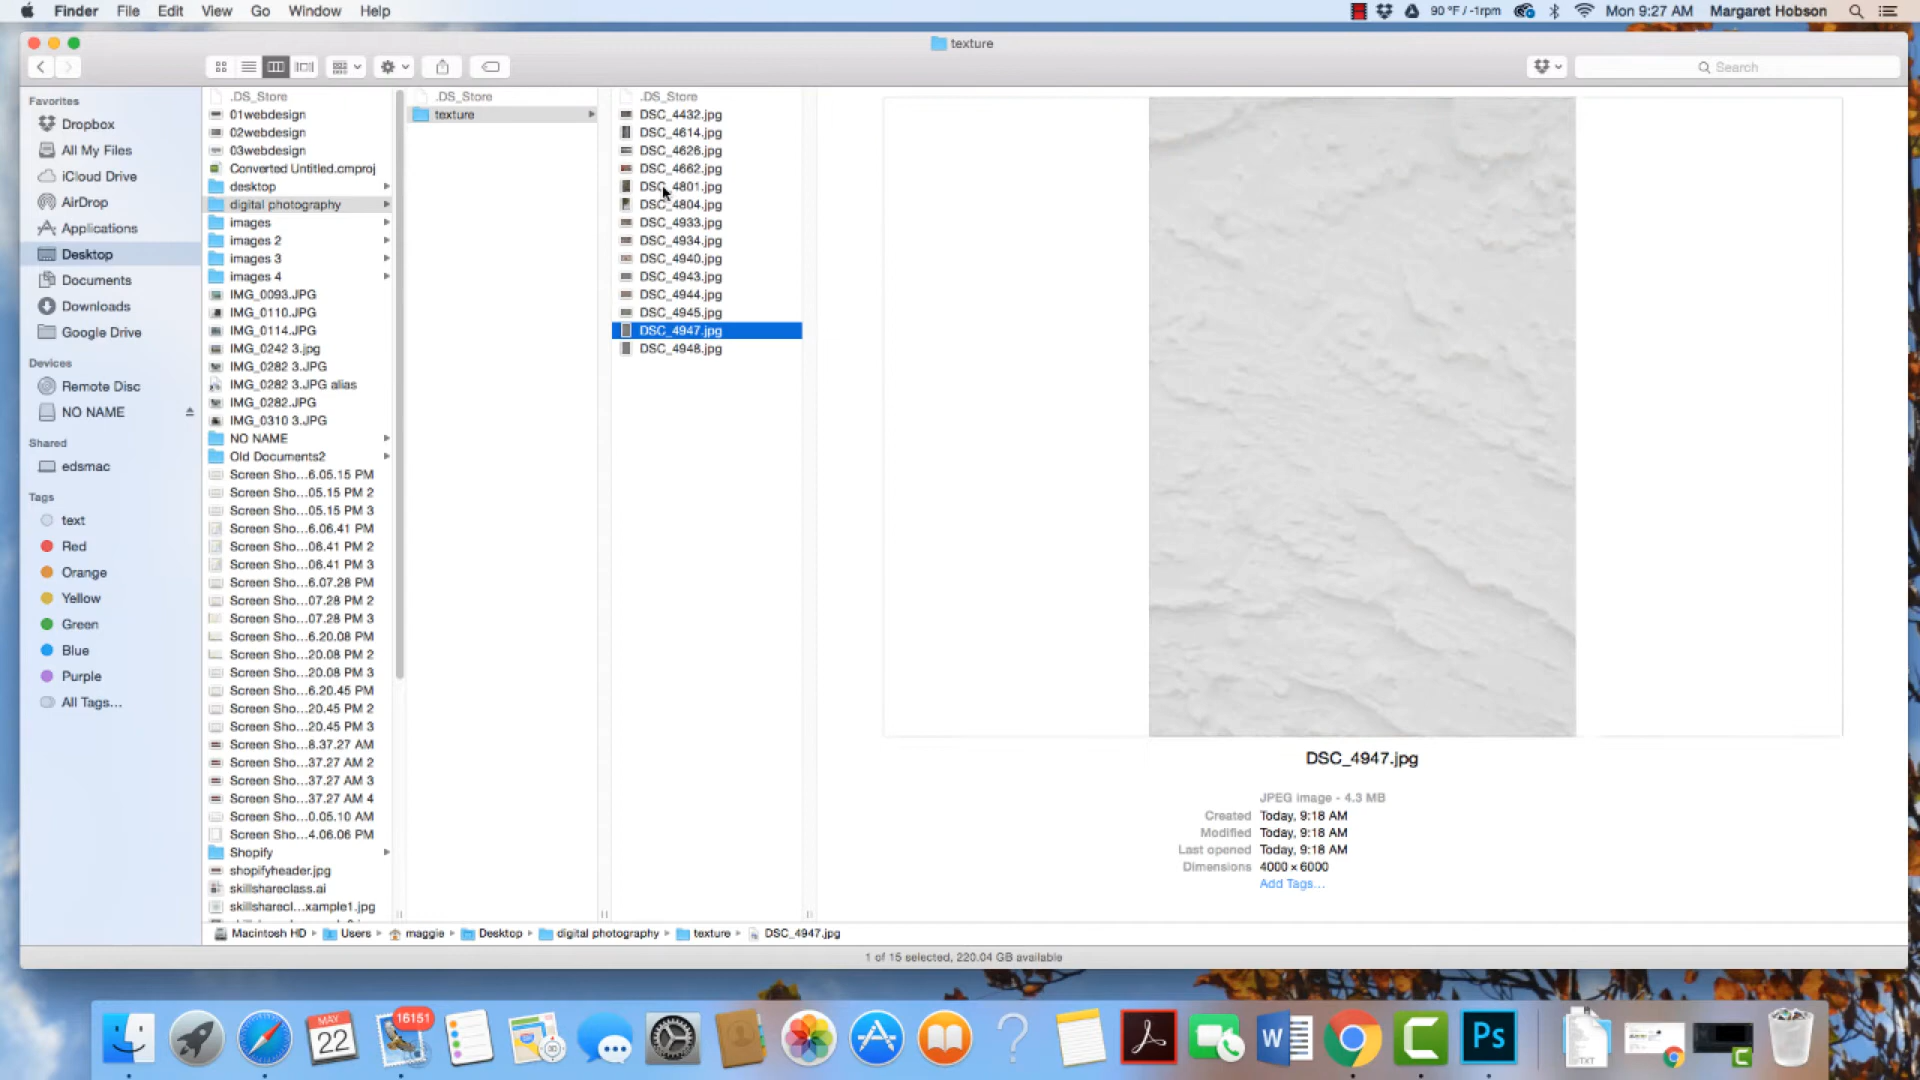 Finder File Edit View Go Window Help
90 °F / -1rpm Mon 9:27 AM Margaret Hobson
texture
Search
Favorites
Dropbox
All My Files
iCloud Drive
AirDrop
Applications
Desktop
Documents
Downloads
Google Drive
Devices
Remote Disc
NO NAME
Shared
edsmac
Tags
text
Red
Orange
Yellow
Green
Blue
Purple
All Tags...
.DS_Store
01webdesign
02webdesign
03webdesign
Converted Untitled.cmproj
desktop
digital photography
images
images 2
images 3
images 4
IMG_0093.JPG
IMG_0110.JPG
IMG_0114.JPG
IMG_0242 3.jpg
IMG_0282 3.JPG
IMG_0282 3.JPG alias
IMG_0282.JPG
IMG_0310 3.JPG
NO NAME
Old Documents2
Screen Sho...6.05.15 PM
Screen Sho...05.15 PM 2
Screen Sho...05.15 PM 3
Screen Sho...6.06.41 PM
Screen Sho...06.41 PM 2
Screen Sho...06.41 PM 3
Screen Sho...6.07.28 PM
Screen Sho...07.28 PM 2
Screen Sho...07.28 PM 3
Screen Sho...6.20.08 PM
Screen Sho...20.08 PM 2
Screen Sho...20.08 PM 3
Screen Sho...6.20.45 PM
Screen Sho...20.45 PM 2
Screen Sho...20.45 PM 3
Screen Sho...8.37.27 AM
Screen Sho...37.27 AM 2
Screen Sho...37.27 AM 3
Screen Sho...37.27 AM 4
Screen Sho...0.05.10 AM
Screen Sho...4.06.06 PM
Shopify
shopifyheader.jpg
skillshareclass.ai
skillsharecl...xample1.jpg
.DS_Store
texture
.DS_Store
DSC_4432.jpg
DSC_4614.jpg
DSC_4626.jpg
DSC_4662.jpg
DSC_4801.jpg
DSC_4804.jpg
DSC_4933.jpg
DSC_4934.jpg
DSC_4940.jpg
DSC_4943.jpg
DSC_4944.jpg
DSC_4945.jpg
DSC_4947.jpg
DSC_4948.jpg
DSC_4947.jpg
JPEG image - 4.3 MB
Created Today, 9:18 AM
Modified Today, 9:18 AM
Last opened Today, 9:18 AM
Dimensions 4000 × 6000
Add Tags...
Macintosh HD Users maggie Desktop digital photography texture DSC_4947.jpg
1 of 15 selected, 220.04 GB available
MAY
22
16151
W
C
Ps
TXT